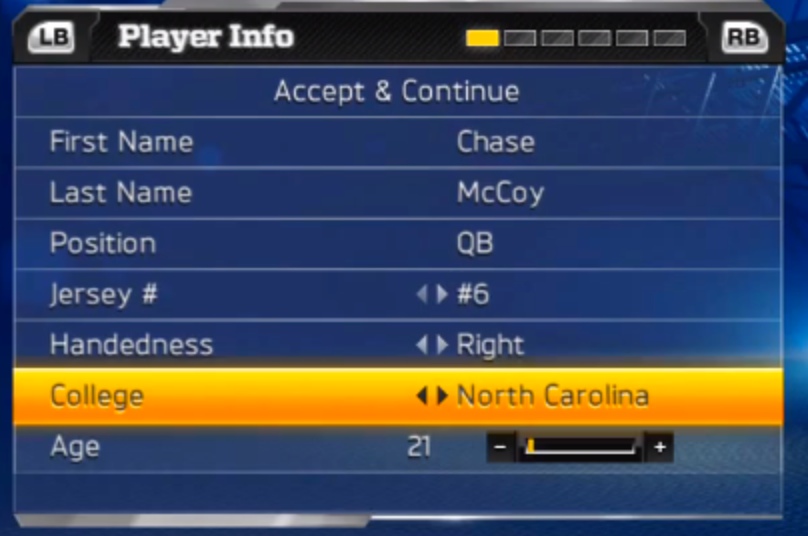 LB Player Info RB
Accept & Continue
First Name Chase
Last Name McCoy
Position QB
Jersey # #6
Handedness Right
College North Carolina
Age 21 - +